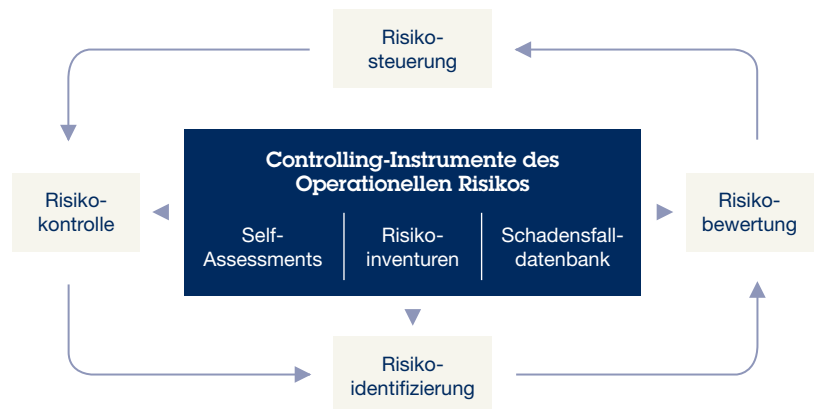 Risiko-
steuerung
Controlling-Instrumente des
Operationellen Risikos
Risiko-
kontrolle
Self-
Assessments
Risiko-
inventuren
Schadensfall-
datenbank
Risiko-
bewertung
Risiko-
identifizierung